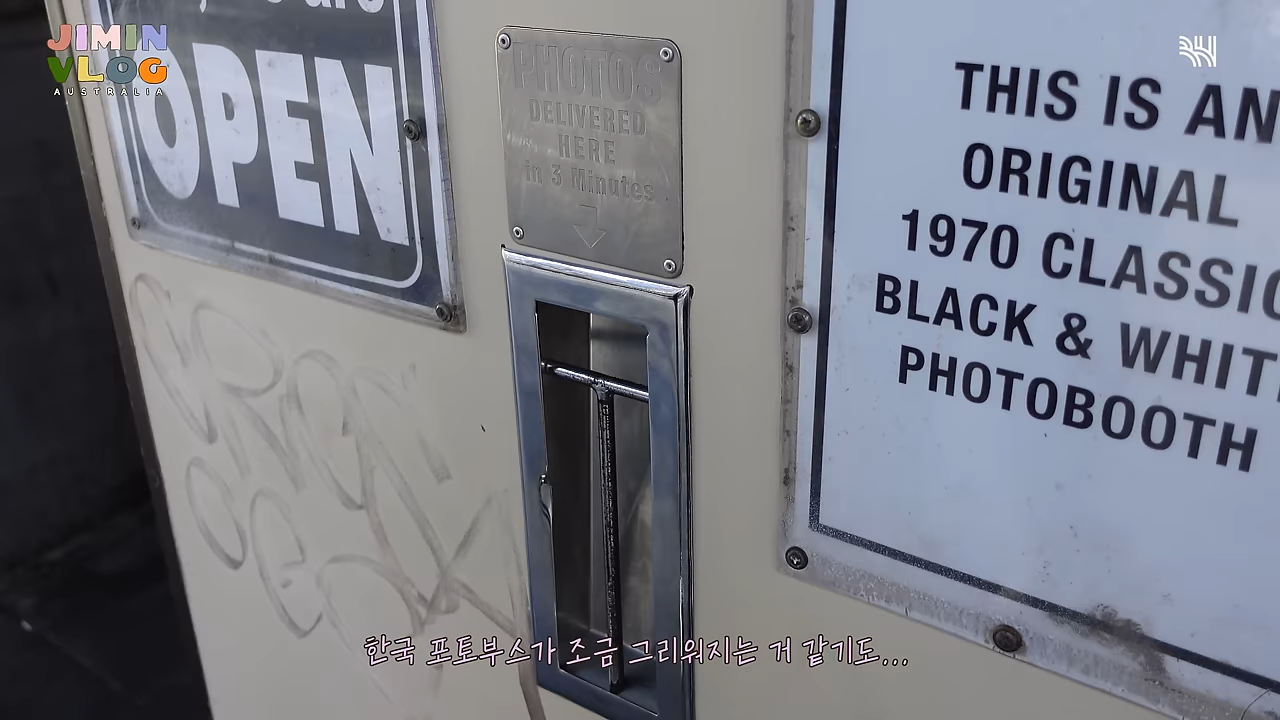 JIMIN
VLOG
AUSTRALIA
OPEN
PHOTOS
DELIVERED
HERE
in 3 Minutes
THIS IS AN
ORIGINAL
1970 CLASSIC
BLACK & WHIT
PHOTOBOOTH
한국 포토부스가 조금 그리워지는 거 같기도...